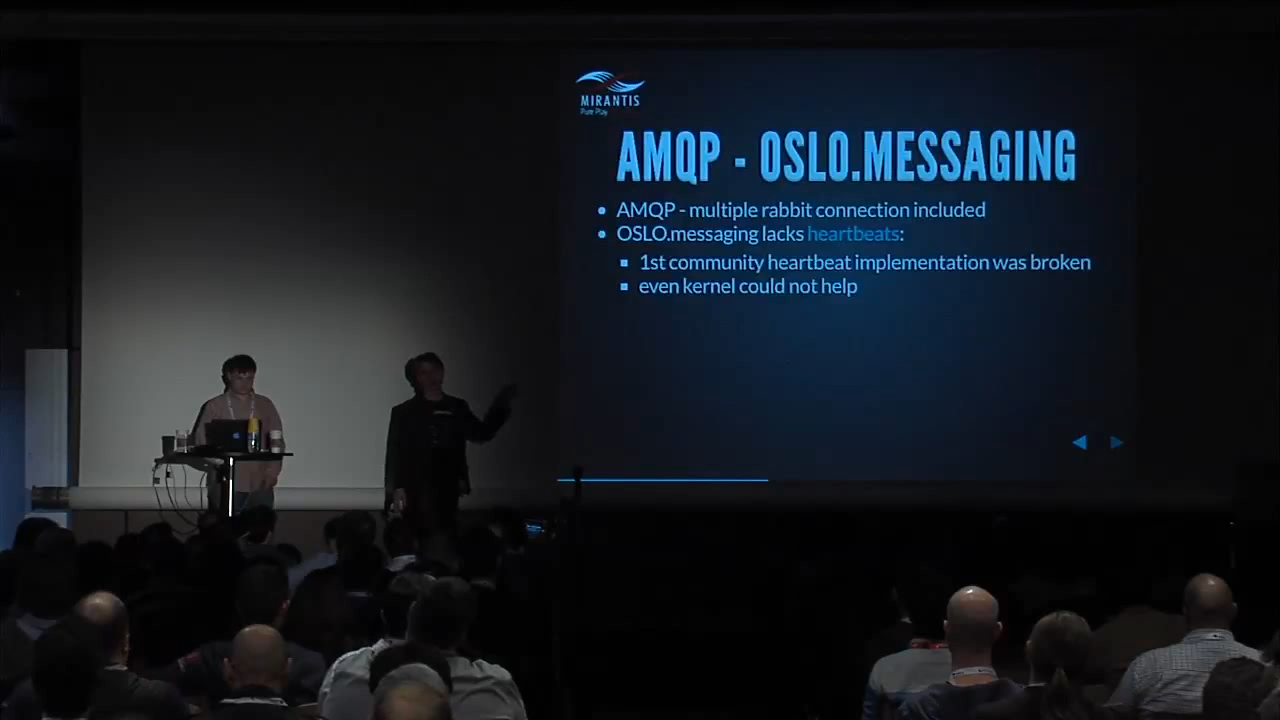 MIRANTIS
Pure Play
AMQP - OSLO.MESSAGING
AMQP - multiple rabbit connection included
OSLO.messaging lacks heartbeats:
1st community heartbeat implementation was broken
even kernel could not help